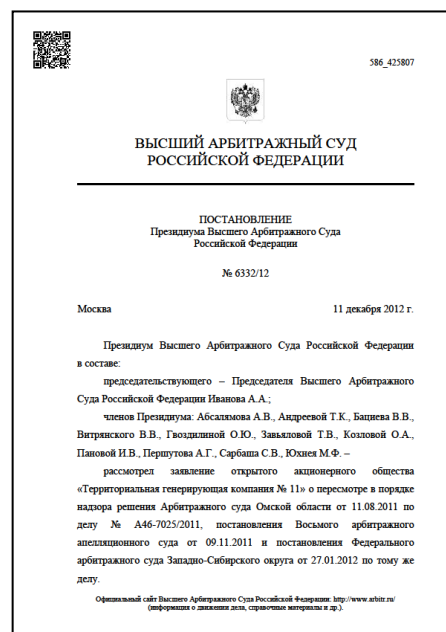 586_425807
ВЫСШИЙ АРБИТРАЖНЫЙ СУД
РОССИЙСКОЙ ФЕДЕРАЦИИ
ПОСТАНОВЛЕНИЕ
Президиума Высшего Арбитражного Суда
Российской Федерации
№ 6332/12
Москва 11 декабря 2012 г.
Президиум Высшего Арбитражного Суда Российской Федерации
в составе:
председательствующего – Председателя Высшего Арбитражного
Суда Российской Федерации Иванова А.А.;
членов Президиума: Абсалямова А.В., Андреевой Т.К., Бациева В.В.,
Витрянского В.В., Гвоздилиной О.Ю., Завьяловой Т.В., Козловой О.А.,
Пановой И.В., Першутова А.Г., Сарбаша С.В., Юхнея М.Ф. –
рассмотрел заявление открытого акционерного общества
«Территориальная генерирующая компания № 11» о пересмотре в порядке
надзора решения Арбитражного суда Омской области от 11.08.2011 по
делу № А46-7025/2011, постановления Восьмого арбитражного
апелляционного суда от 09.11.2011 и постановления Федерального
арбитражного суда Западно-Сибирского округа от 27.01.2012 по тому же
делу.
Официальный сайт Высшего Арбитражного Суда Российской Федерации: http://www.arbitr.ru/
(информация о движении дела, справочные материалы и др.).